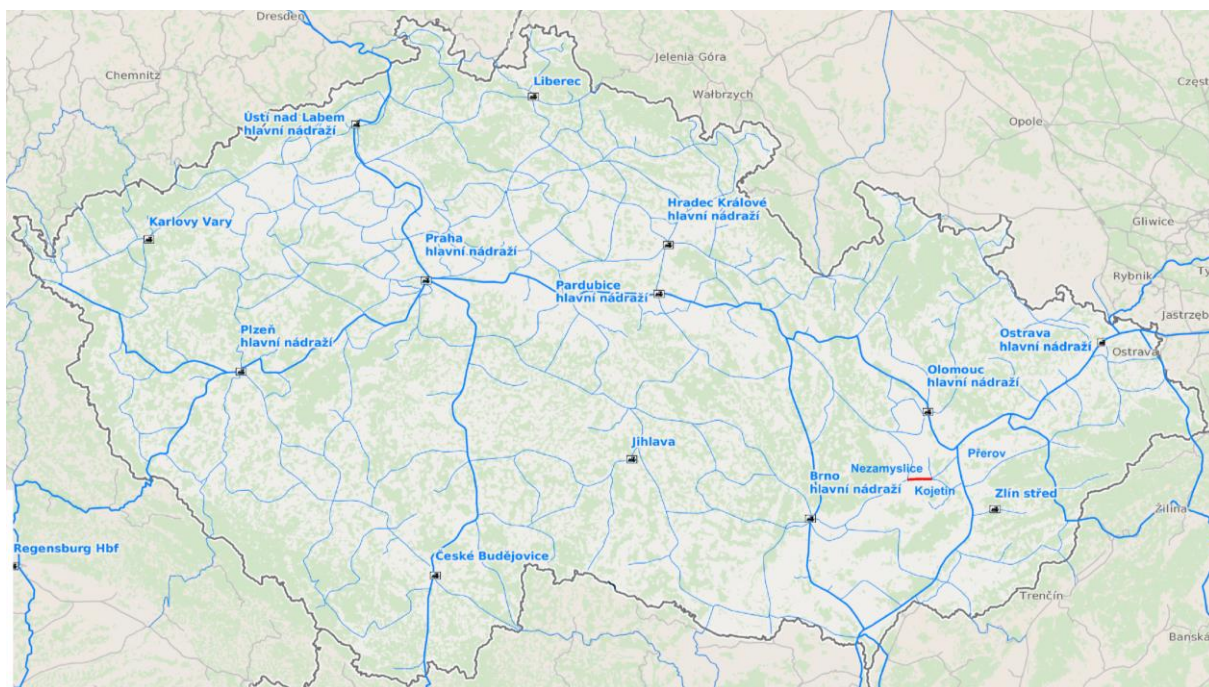 Dresden
Jelenia Góra
Chemnitz
Liberec
Częst
Wałbrzych
Ústí nad Labem
hlavní nádraží
Opole
Hradec Králové
hlavní nádraží
Karlovy Vary
Gliwice
Praha
hlavní nádraží
Rybnik
Ty
Pardubice
hlavní nádraží
Jastrzęb
Plzeň
hlavní nádraží
Ostrava
hlavní nádraží
Ostrava
Olomouc
hlavní nádraží
Jihlava
Přerov
Nezamyslice
Brno
hlavní nádraží
Kojetín
Zlín střed
Žilina
Regensburg Hbf
České Budějovice
Trenčín
Banská